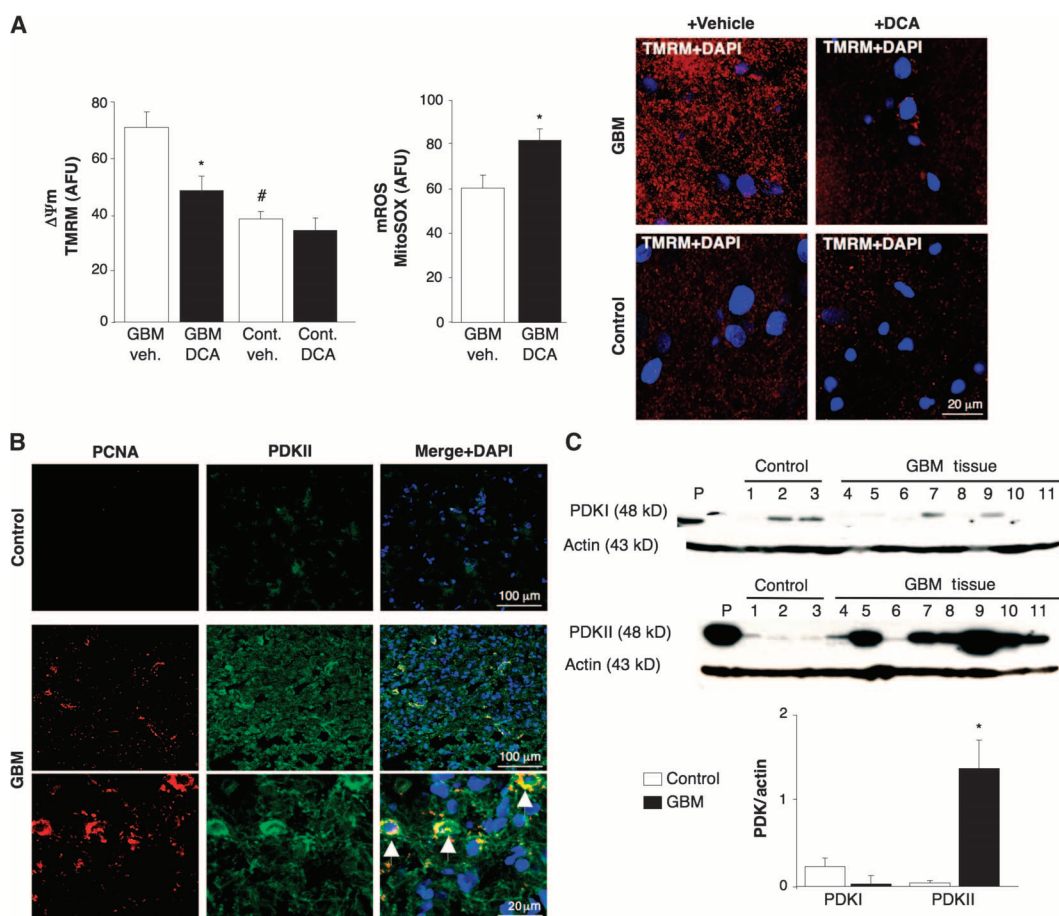 A
+Vehicle
+DCA
80
60
40
20
0
ΔΨm
TMRM (AFU)
*
#
GBM veh.
GBM DCA
Cont. veh.
Cont. DCA
100
80
60
40
20
0
mROS
MitoSOX (AFU)
*
GBM veh.
GBM DCA
GBM
TMRM+DAPI
TMRM+DAPI
Control
TMRM+DAPI
TMRM+DAPI
20 μm
B
PCNA
PDKII
Merge+DAPI
Control
100 μm
GBM
100 μm
20μm
C
Control
GBM tissue
P 1 2 3 4 5 6 7 8 9 10 11
PDKI (48 kD)
Actin (43 kD)
Control
GBM tissue
P 1 2 3 4 5 6 7 8 9 10 11
PDKII (48 kD)
Actin (43 kD)
Control
GBM
2
1
0
PDK/actin
*
PDKI
PDKII